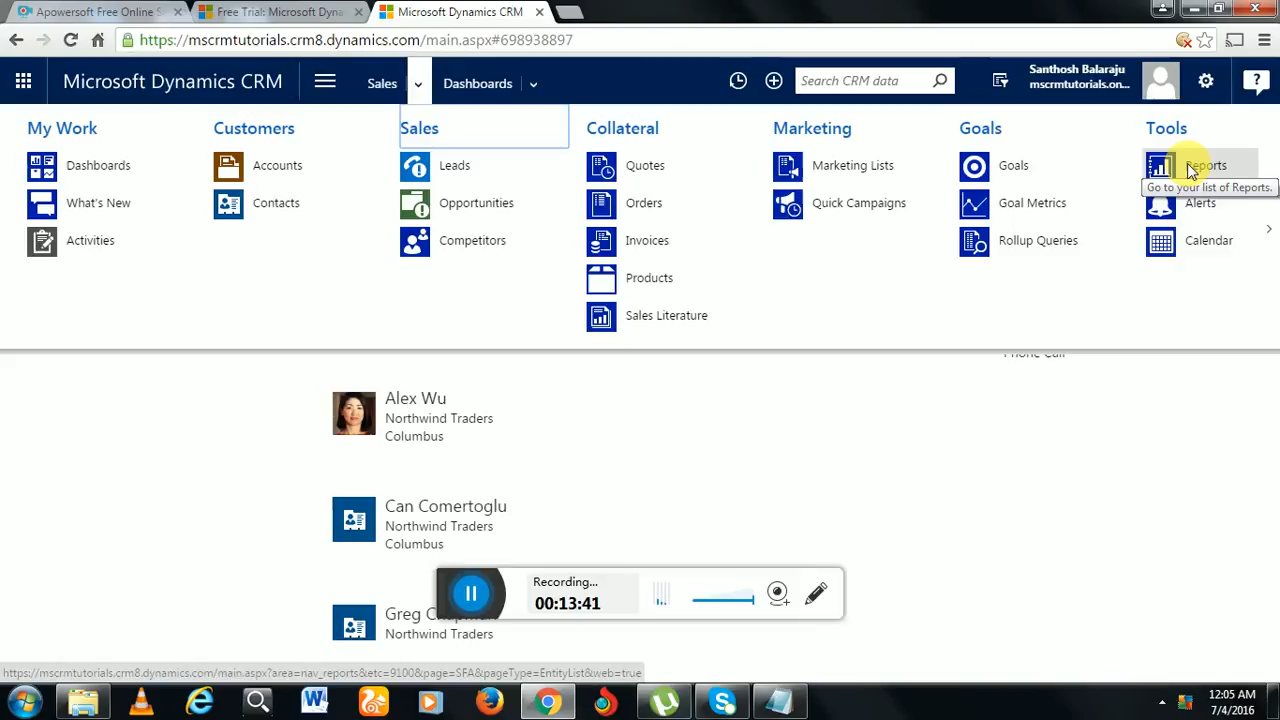 Apowersoft Free Online S
Free Trial: Microsoft Dyna
Microsoft Dynamics CRM
https://mscrmtutorials.crm8.dynamics.com/main.aspx#698938897
Microsoft Dynamics CRM
Sales
Dashboards
Search CRM data
Santhosh Balaraju
mscrmtutorials.on...
?
My Work
Dashboards
What's New
Activities
Customers
Accounts
Contacts
Sales
Leads
Opportunities
Competitors
Collateral
Quotes
Orders
Invoices
Products
Sales Literature
Marketing
Marketing Lists
Quick Campaigns
Goals
Goals
Goal Metrics
Rollup Queries
Tools
Reports
Go to your list of Reports.
Alerts
Calendar
Phone Call
Alex Wu
Northwind Traders
Columbus
Can Comertoglu
Northwind Traders
Columbus
Greg
Northwind Traders
Recording...
00:13:41
https://mscrmtutorials.crm8.dynamics.com/main.aspx?area=nav_reports&etc=9100&page=SFA&pageType=EntityList&web=true
12:05 AM
7/4/2016